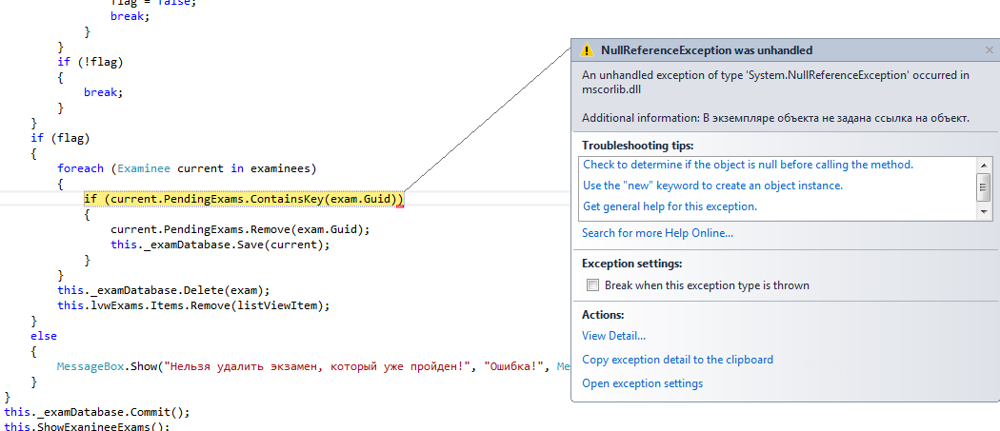 flag = false;
break;
}
}
if (!flag)
{
break;
}
}
if (flag)
{
foreach (Examinee current in examinees)
{
if (current.PendingExams.ContainsKey(exam.Guid))
{
current.PendingExams.Remove(exam.Guid);
this._examDatabase.Save(current);
}
}
this._examDatabase.Delete(exam);
this.lvwExams.Items.Remove(listViewItem);
}
else
{
MessageBox.Show("Нельзя удалить экзамен, который уже пройден!", "Ошибка!", Me
}
}
this._examDatabase.Commit();
this.ShowExanineeExams();
NullReferenceException was unhandled
An unhandled exception of type 'System.NullReferenceException' occurred in
mscorlib.dll
Additional information: В экземпляре объекта не задана ссылка на объект.
Troubleshooting tips:
Check to determine if the object is null before calling the method.
Use the "new" keyword to create an object instance.
Get general help for this exception.
Search for more Help Online...
Exception settings:
Break when this exception type is thrown
Actions:
View Detail...
Copy exception detail to the clipboard
Open exception settings